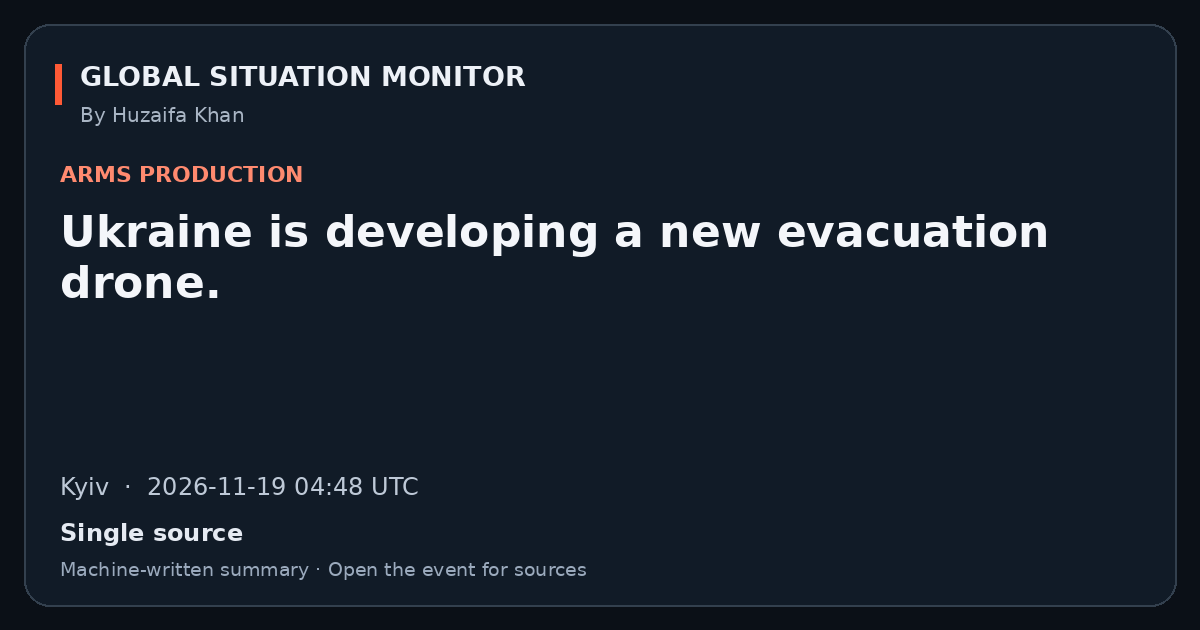 GLOBAL SITUATION MONITOR
By Huzaifa Khan
ARMS PRODUCTION
Ukraine is developing a new evacuation
drone.
Kyiv · 2026-11-19 04:48 UTC
Single source
Machine-written summary · Open the event for sources